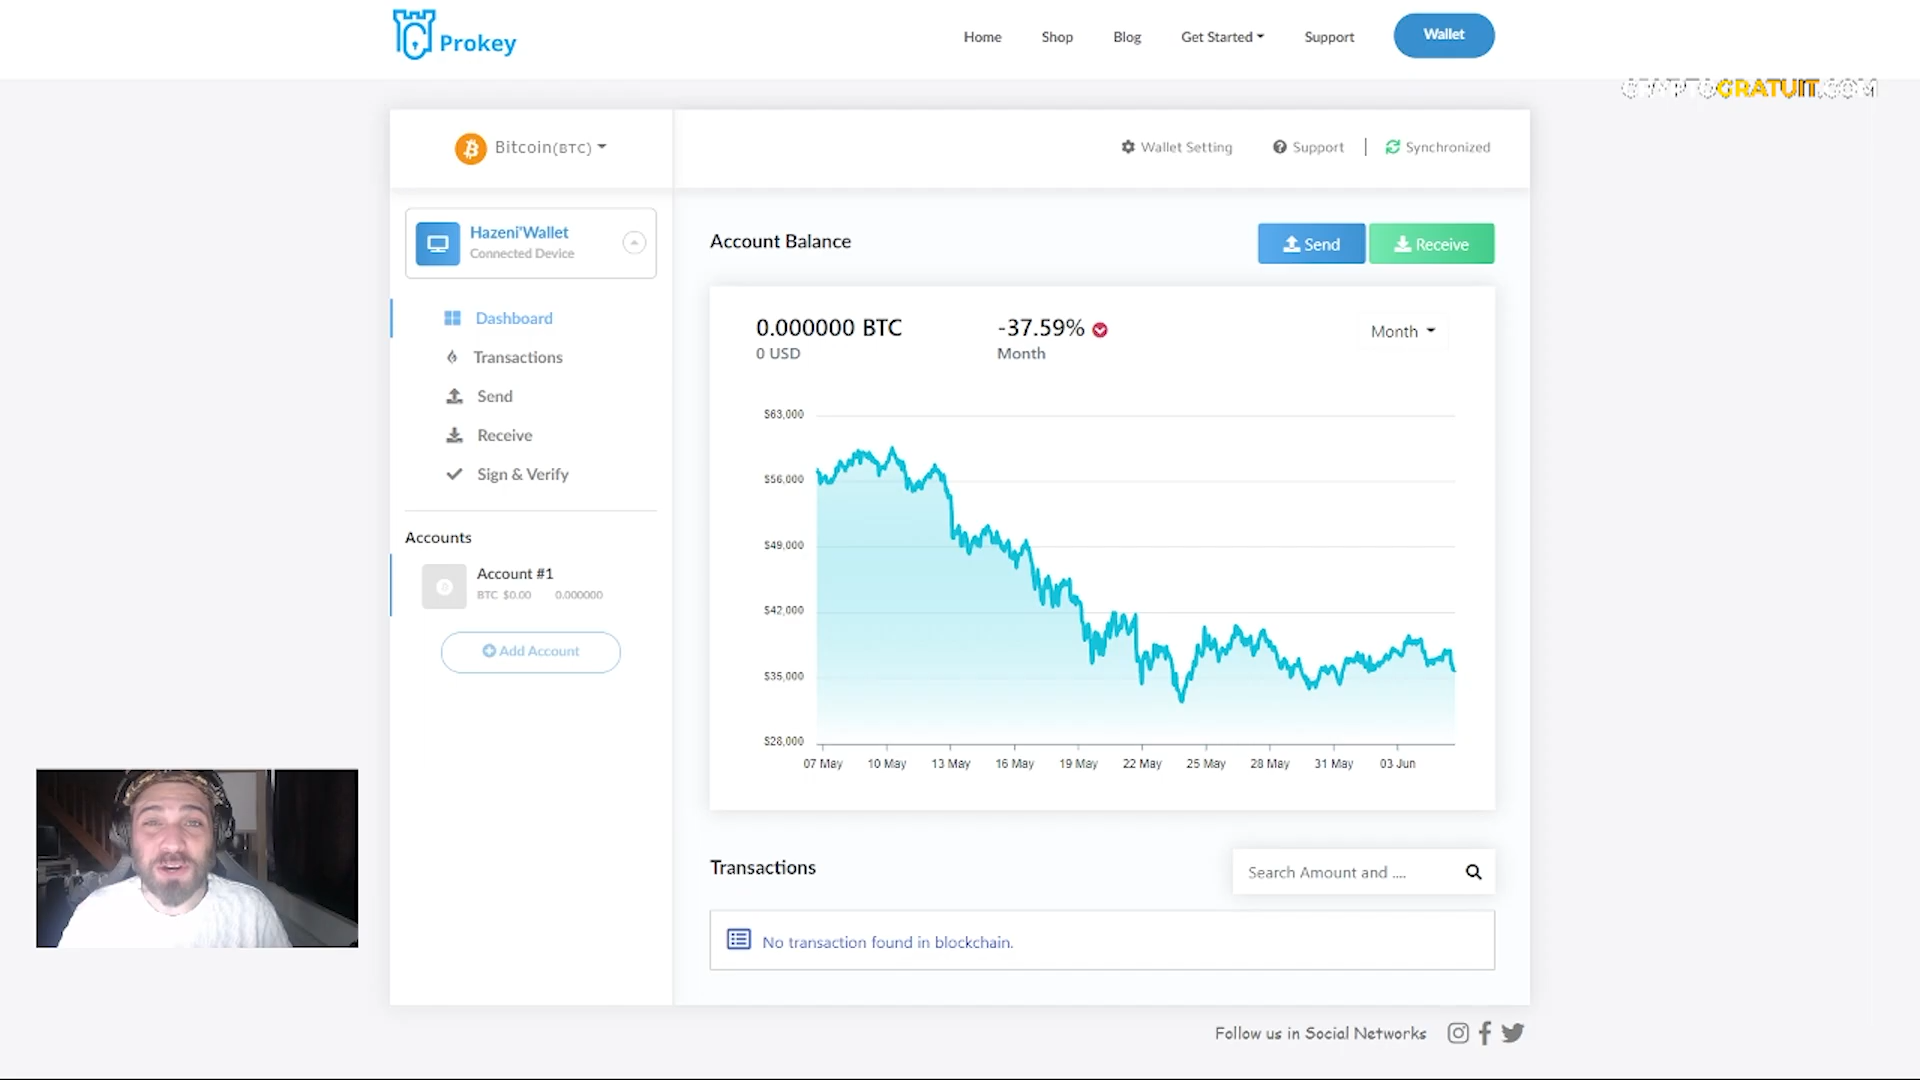 Prokey
Home
Shop
Blog
Get Started
Support
Wallet
CRYPTOGRATUIT.COM
Bitcoin(BTC)
Wallet Setting
Support
Synchronized
Hazeni'Wallet
Connected Device
Dashboard
Transactions
Send
Receive
Sign & Verify
Accounts
Account #1
BTC $0.00 0.000000
Add Account
Account Balance
Send
Receive
0.000000 BTC
0 USD
-37.59%
Month
Month
$63,000
$56,000
$49,000
$42,000
$35,000
$28,000
07 May 10 May 13 May 16 May 19 May 22 May 25 May 28 May 31 May 03 Jun
Transactions
Search Amount and ....
No transaction found in blockchain.
Follow us in Social Networks